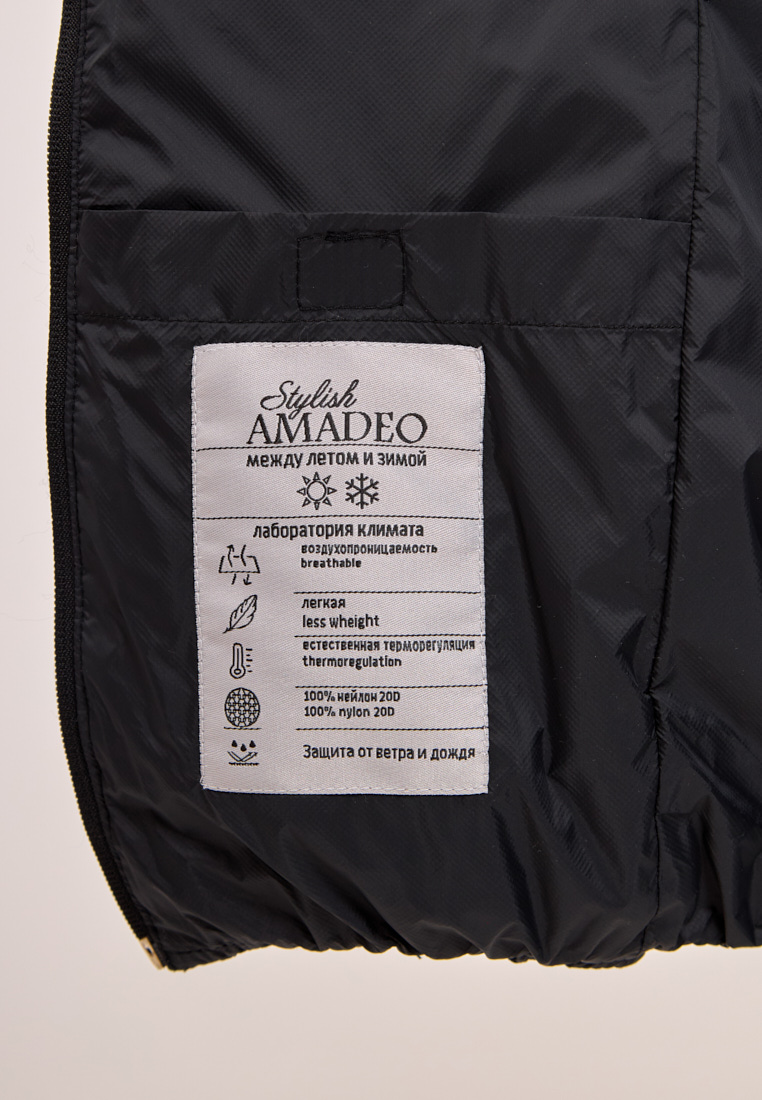 Stylish
AMADEO
между летом и зимой
лаборатория климата
воздухопроницаемость
breathable
легкая
less wheight
естественная терморегуляция
thermoregulation
100% нейлон 20D
100% nylon 20D
Защита от ветра и дождя